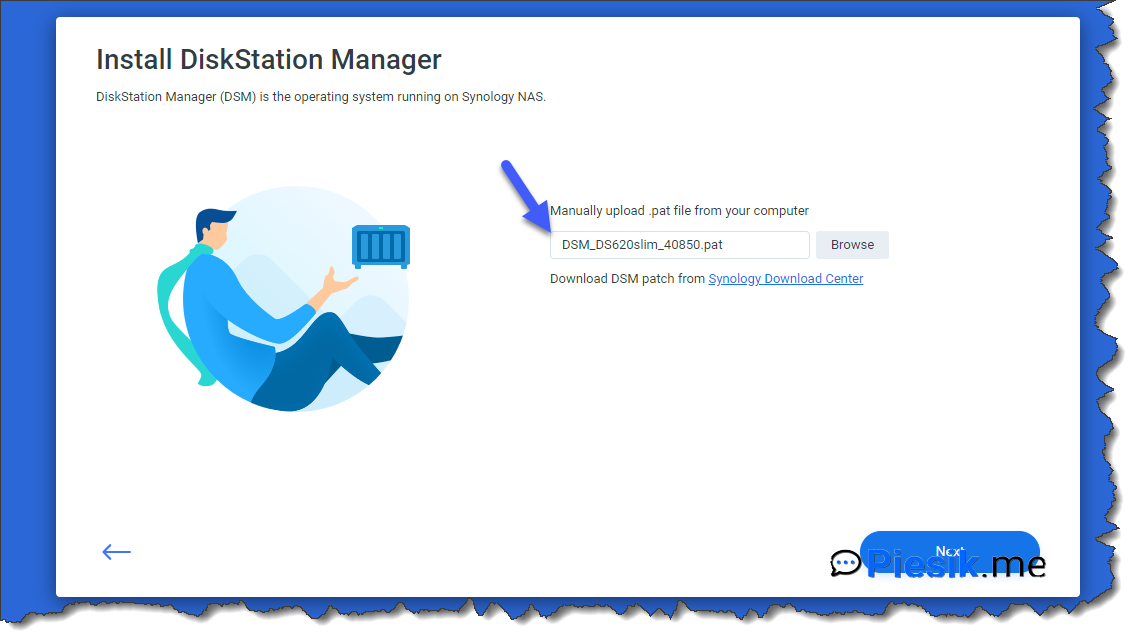 Install DiskStation Manager
DiskStation Manager (DSM) is the operating system running on Synology NAS.
Manually upload .pat file from your computer
DSM_DS620slim_40850.pat
Browse
Download DSM patch from Synology Download Center
Next
Piesik.me